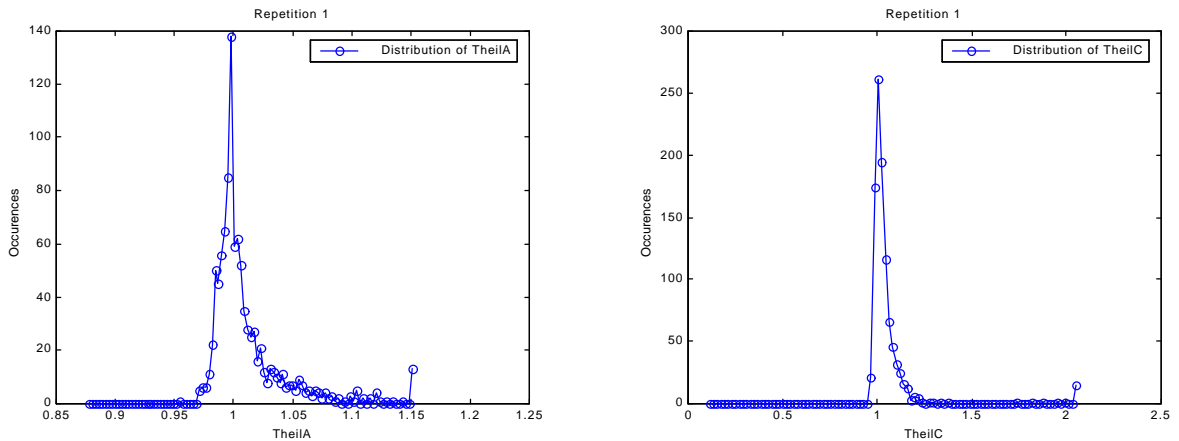 Repetition 1
140
120
100
80
60
40
20
0
Occurences
Distribution of TheilA
0.85 0.9 0.95 1 1.05 1.1 1.15 1.2 1.25
TheilA
Repetition 1
300
250
200
150
100
50
0
Occurences
Distribution of TheilC
0 0.5 1 1.5 2 2.5
TheilC